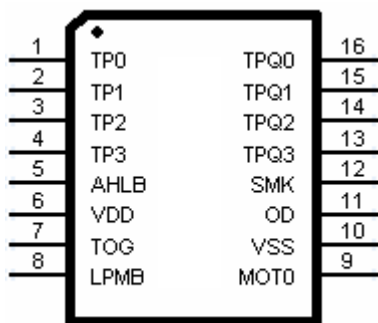 1 TP0 TPQ0 16
2 TP1 TPQ1 15
3 TP2 TPQ2 14
4 TP3 TPQ3 13
5 AHLB SMK 12
6 VDD OD 11
7 TOG VSS 10
8 LPMB MOT0 9